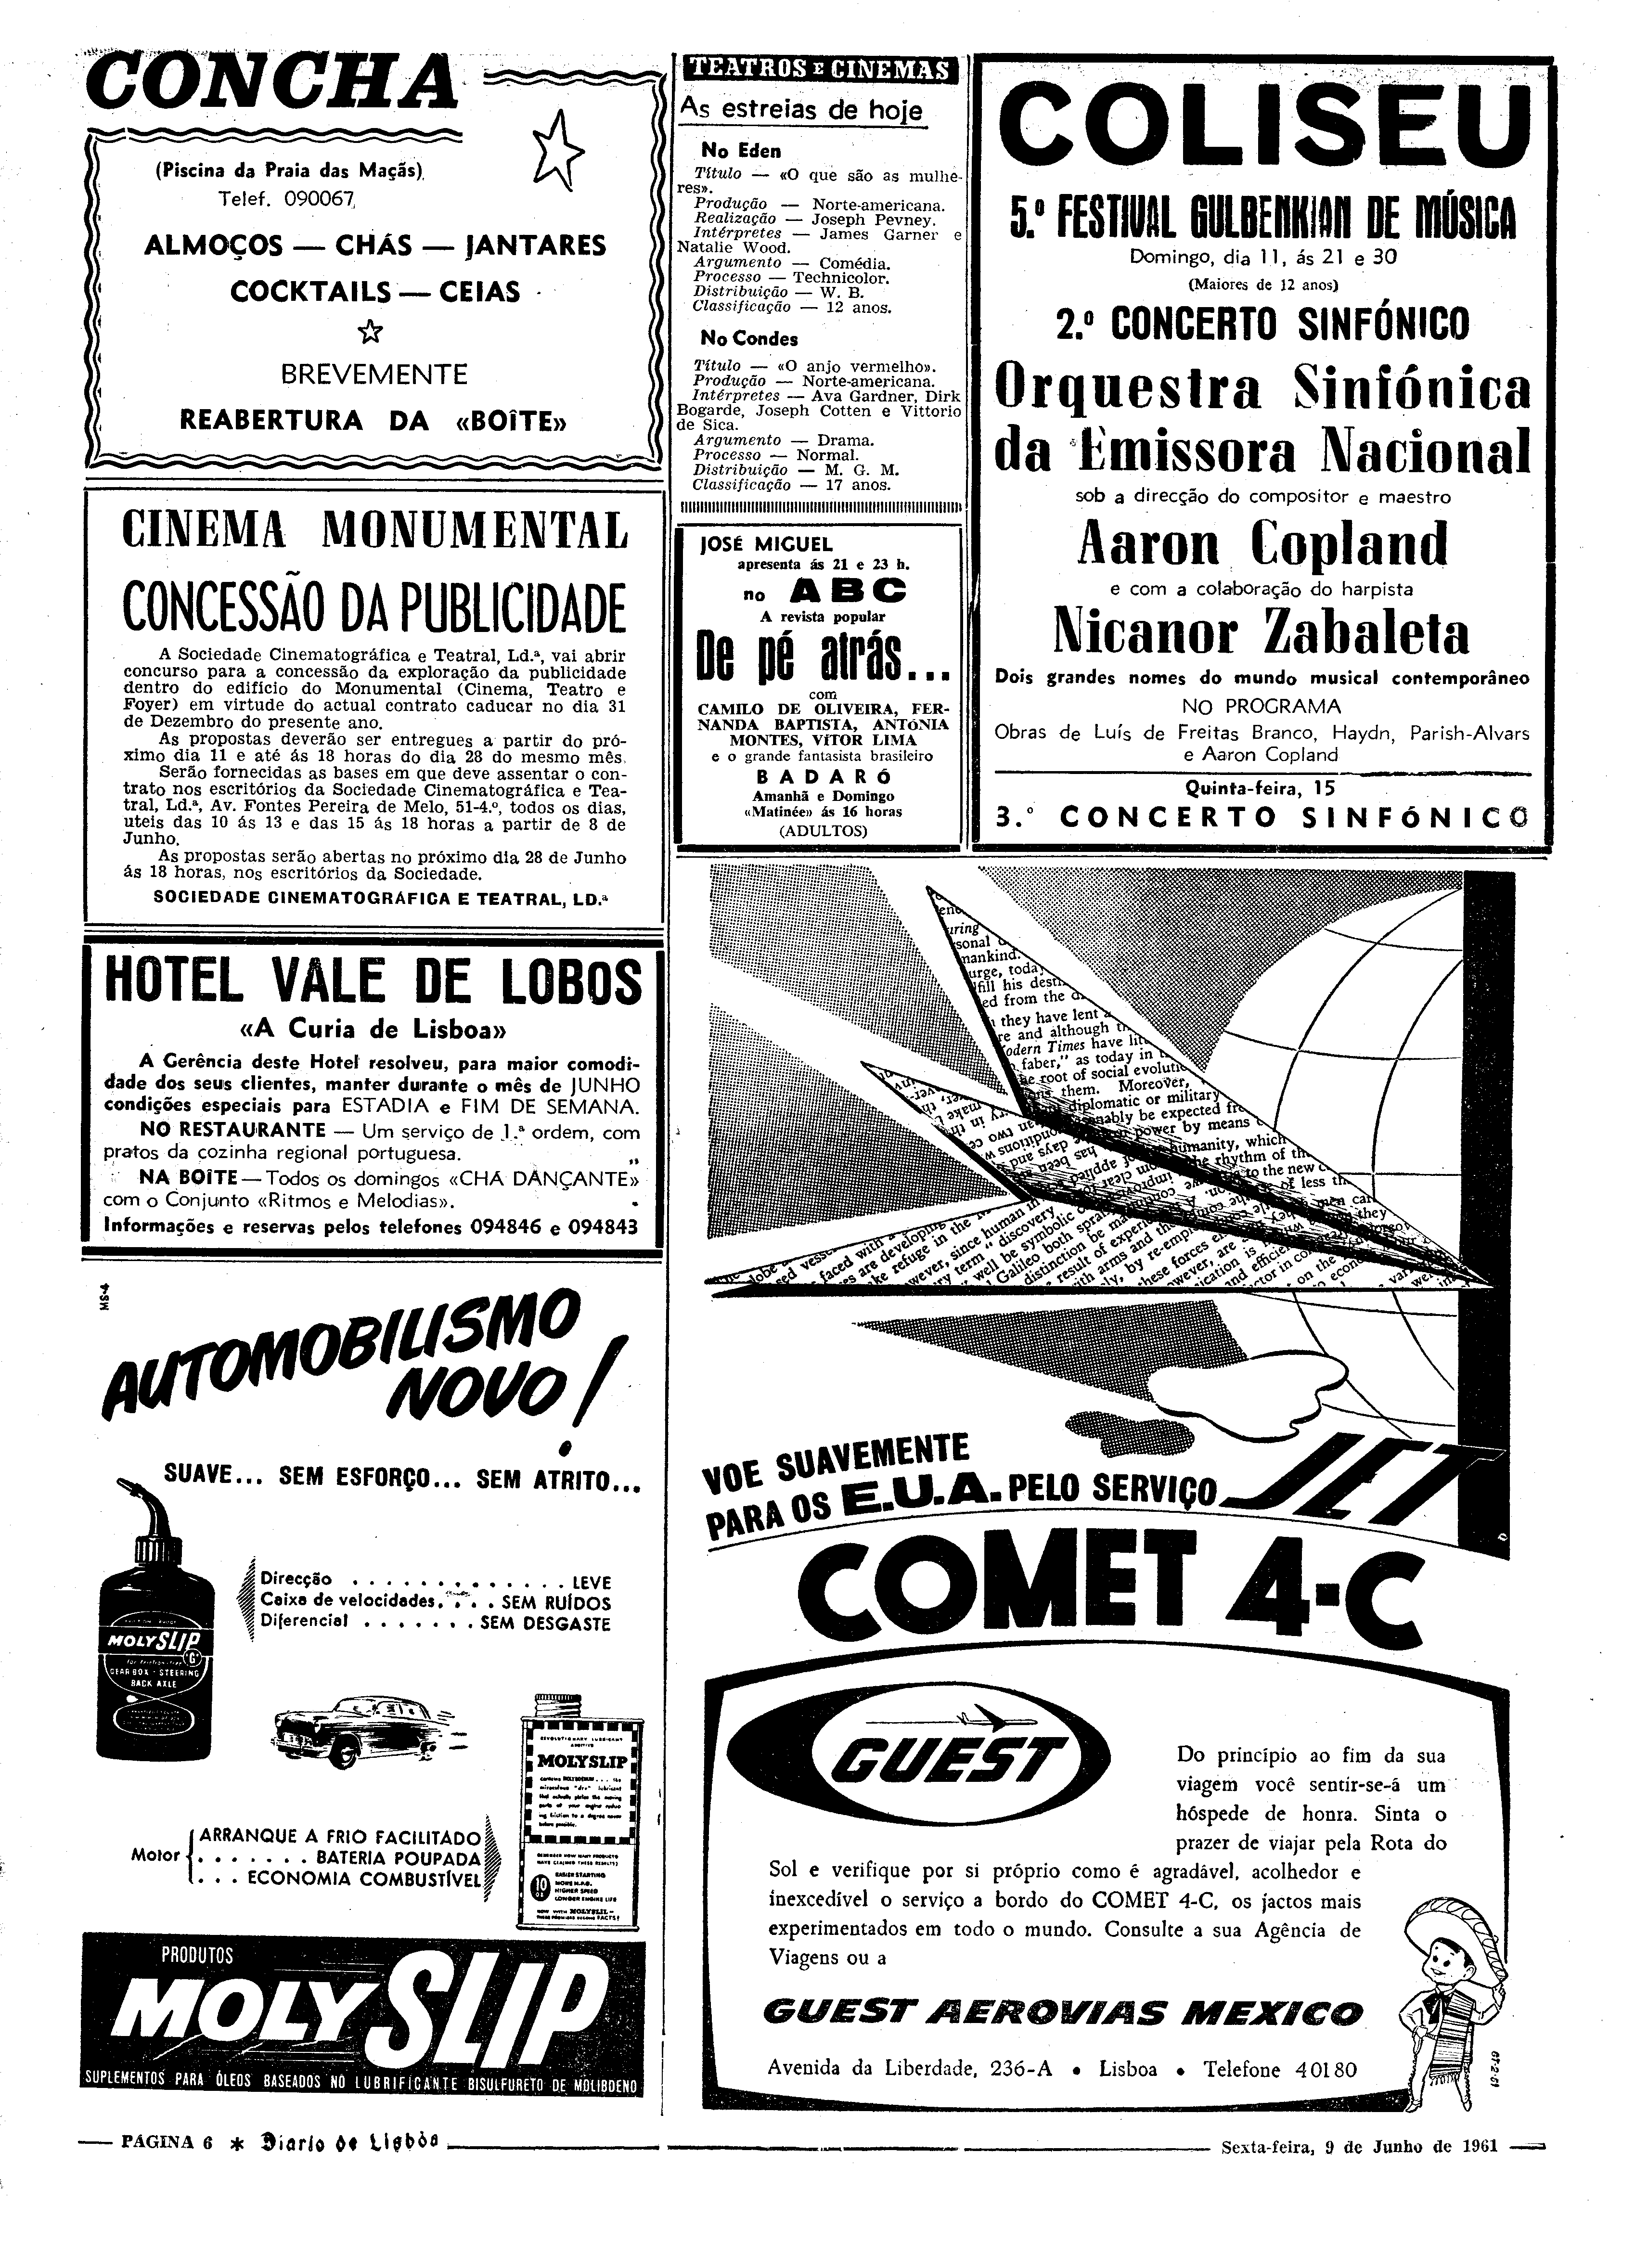 CONCHA
(Piscina da Praia das Maçãs)
Telef. 090067
ALMOÇOS — CHÁS — JANTARES
COCKTAILS — CEIAS
BREVEMENTE
REABERTURA DA «BOÎTE»
CINEMA MONUMENTAL
CONCESSÃO DA PUBLICIDADE
A Sociedade Cinematográfica e Teatral, Ld.ª, vai abrir
concurso para a concessão da exploração da publicidade
dentro do edifício do Monumental (Cinema, Teatro e
Foyer) em virtude do actual contrato caducar no dia 31
de Dezembro do presente ano.
As propostas deverão ser entregues a partir do pró-
ximo dia 11 e até ás 18 horas do dia 28 do mesmo mês.
Serão fornecidas as bases em que deve assentar o con-
trato nos escritórios da Sociedade Cinematográfica e Tea-
tral, Ld.ª, Av. Fontes Pereira de Melo, 51-4.º, todos os dias,
uteis das 10 ás 13 e das 15 ás 18 horas a partir de 8 de
Junho.
As propostas serão abertas no próximo dia 28 de Junho
ás 18 horas, nos escritórios da Sociedade.
SOCIEDADE CINEMATOGRÁFICA E TEATRAL, LD.ª
HOTEL VALE DE LOBOS
«A Curia de Lisboa»
A Gerência deste Hotel resolveu, para maior comodi-
dade dos seus clientes, manter durante o mês de JUNHO
condições especiais para ESTADIA e FIM DE SEMANA.
NO RESTAURANTE — Um serviço de 1.ª ordem, com
pratos da cozinha regional portuguesa.
NA BOÎTE — Todos os domingos «CHÁ DANÇANTE»
com o Conjunto «Ritmos e Melodias».
Informações e reservas pelos telefones 094846 e 094843
MS-4
AUTOMOBILISMO
NOVO!
SUAVE... SEM ESFORÇO... SEM ATRITO...
Direcção . . . . . . . . . . . . . . LEVE
Caixa de velocidades. . . . SEM RUÍDOS
Diferencial . . . . . . . SEM DESGASTE
MOLYSLIP
"G"
GEAR BOX - STEERING
BACK AXLE
REVOLUTIONARY LUBRICANT
ADDITIVE
MOLYSLIP
EASIER STARTING
MORE M.P.G.
HIGHER SPEED
LONGER ENGINE LIFE
ARRANQUE A FRIO FACILITADO
Motor . . . . . . . BATERIA POUPADA
. . . ECONOMIA COMBUSTÍVEL
PRODUTOS
MOLYSLIP
SUPLEMENTOS PARA ÓLEOS BASEADOS NO LUBRIFICANTE BISULFURETO DE MOLIBDENO
TEATROS E CINEMAS
As estreias de hoje
No Eden
Título — «O que são as mulhe-
res».
Produção — Norte-americana.
Realização — Joseph Pevney.
Intérpretes — James Garner e
Natalie Wood.
Argumento — Comédia.
Processo — Technicolor.
Distribuição — W. B.
Classificação — 12 anos.
No Condes
Título — «O anjo vermelho».
Produção — Norte-americana.
Intérpretes — Ava Gardner, Dirk
Bogarde, Joseph Cotten e Vittorio
de Sica.
Argumento — Drama.
Processo — Normal.
Distribuição — M. G. M.
Classificação — 17 anos.
JOSÉ MIGUEL
apresenta ás 21 e 23 h.
no ABC
A revista popular
De pé atrás...
com
CAMILO DE OLIVEIRA, FER-
NANDA BAPTISTA, ANTÓNIA
MONTES, VÍTOR LIMA
e o grande fantasista brasileiro
BADARÓ
Amanhã e Domingo
«Matinée» ás 16 horas
(ADULTOS)
COLISEU
5.º FESTIVAL GULBENKIAN DE MÚSICA
Domingo, dia 11, ás 21 e 30
(Maiores de 12 anos)
2.º CONCERTO SINFÓNICO
Orquestra Sinfónica
da Emissora Nacional
sob a direcção do compositor e maestro
Aaron Copland
e com a colaboração do harpista
Nicanor Zabaleta
Dois grandes nomes do mundo musical contemporâneo
NO PROGRAMA
Obras de Luís de Freitas Branco, Haydn, Parish-Alvars
e Aaron Copland
Quinta-feira, 15
3.º CONCERTO SINFÓNICO
VOE SUAVEMENTE
PARA OS E.U.A. PELO SERVIÇO JET
COMET 4-C
GUEST
Do princípio ao fim da sua
viagem você sentir-se-á um
hóspede de honra. Sinta o
prazer de viajar pela Rota do
Sol e verifique por si próprio como é agradável, acolhedor e
inexcedível o serviço a bordo do COMET 4-C, os jactos mais
experimentados em todo o mundo. Consulte a sua Agência de
Viagens ou a
GUEST AEROVIAS MEXICO
Avenida da Liberdade, 236-A • Lisboa • Telefone 40180
PÁGINA 6 * Diario de Lisboa
Sexta-feira, 9 de Junho de 1961